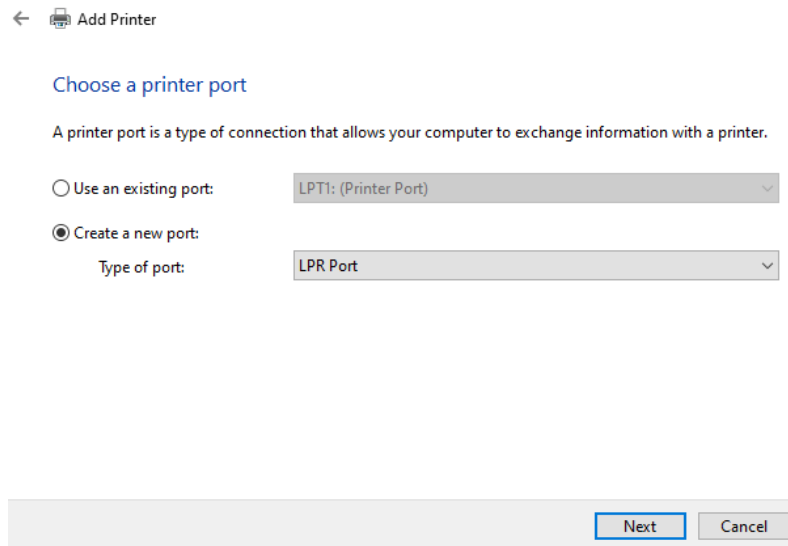 Add Printer
Choose a printer port
A printer port is a type of connection that allows your computer to exchange information with a printer.
Use an existing port: LPT1: (Printer Port)
Create a new port:
Type of port: LPR Port
Next Cancel